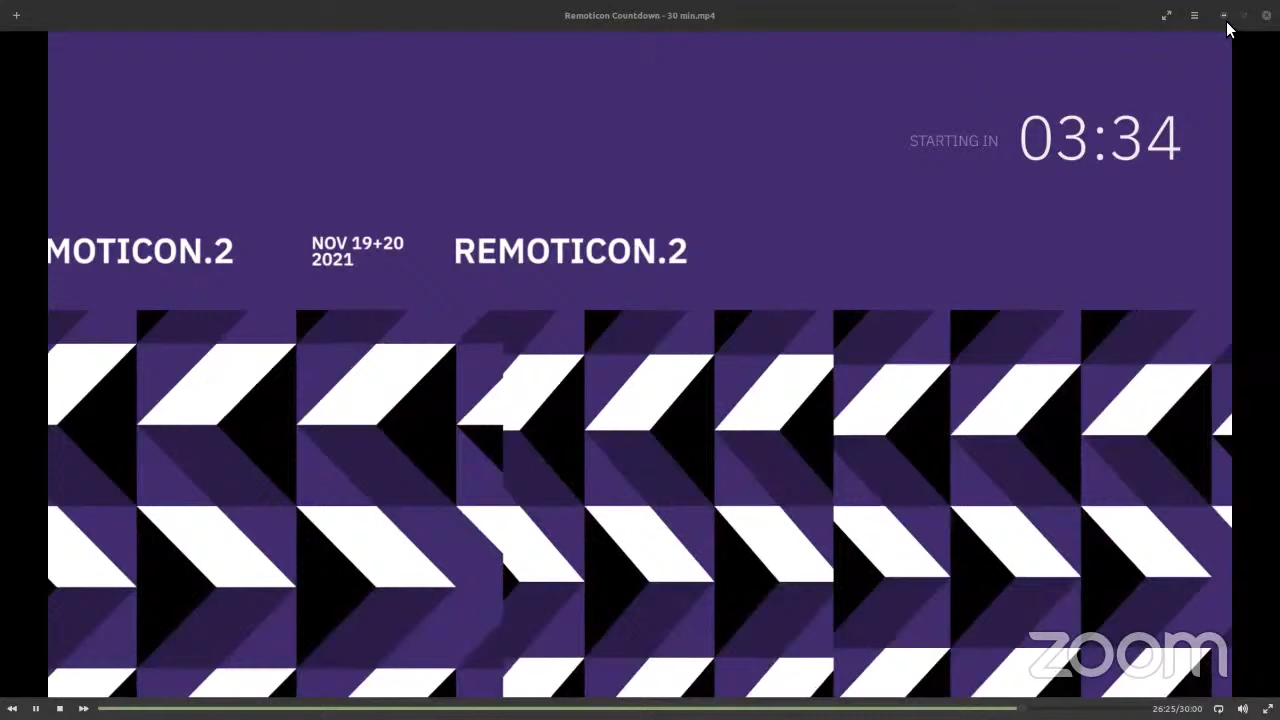 Remoticon Countdown - 30 min.mp4
STARTING IN 03:34
MOTICON.2 NOV 19+20 REMOTICON.2
2021
zoom
26:25/30:00